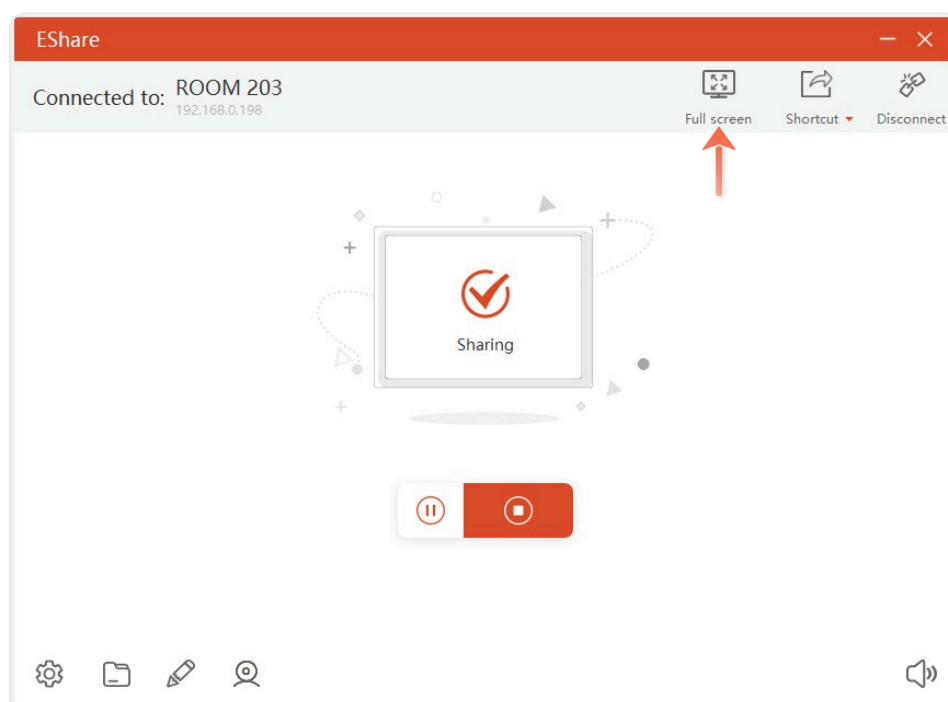 EShare
Connected to: ROOM 203
192.168.0.198
Full screen
Shortcut
Disconnect
Sharing